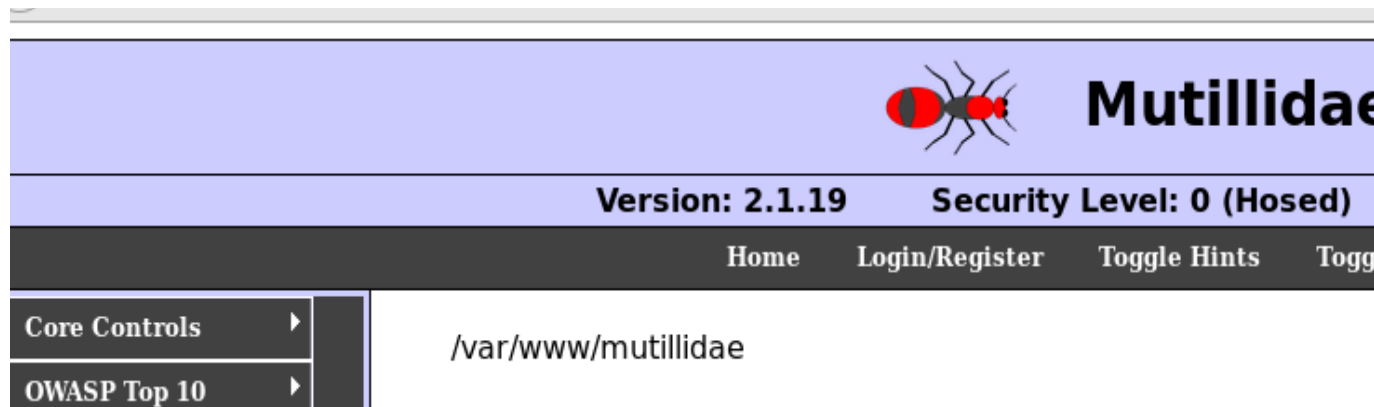 Mutillidae
Version: 2.1.19 Security Level: 0 (Hosed)
Home Login/Register Toggle Hints Togg
Core Controls
/var/www/mutillidae
OWASP Top 10